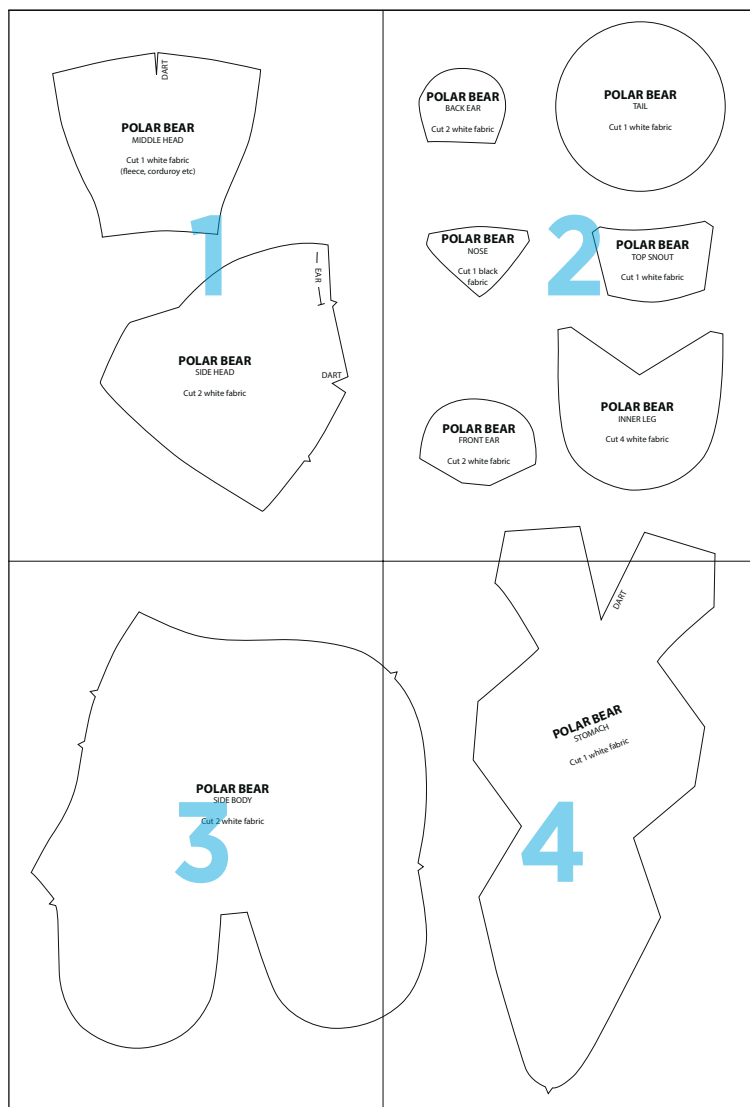 DART
POLAR BEAR
MIDDLE HEAD
Cut 1 white fabric
(fleece, corduroy etc)
1
EAR
POLAR BEAR
SIDE HEAD
DART
Cut 2 white fabric
POLAR BEAR
BACK EAR
Cut 2 white fabric
POLAR BEAR
TAIL
Cut 1 white fabric
POLAR BEAR
NOSE
Cut 1 black
fabric
2
POLAR BEAR
TOP SNOUT
Cut 1 white fabric
POLAR BEAR
FRONT EAR
Cut 2 white fabric
POLAR BEAR
INNER LEG
Cut 4 white fabric
POLAR BEAR
SIDE BODY
Cut 2 white fabric
3
DART
POLAR BEAR
STOMACH
Cut 1 white fabric
4